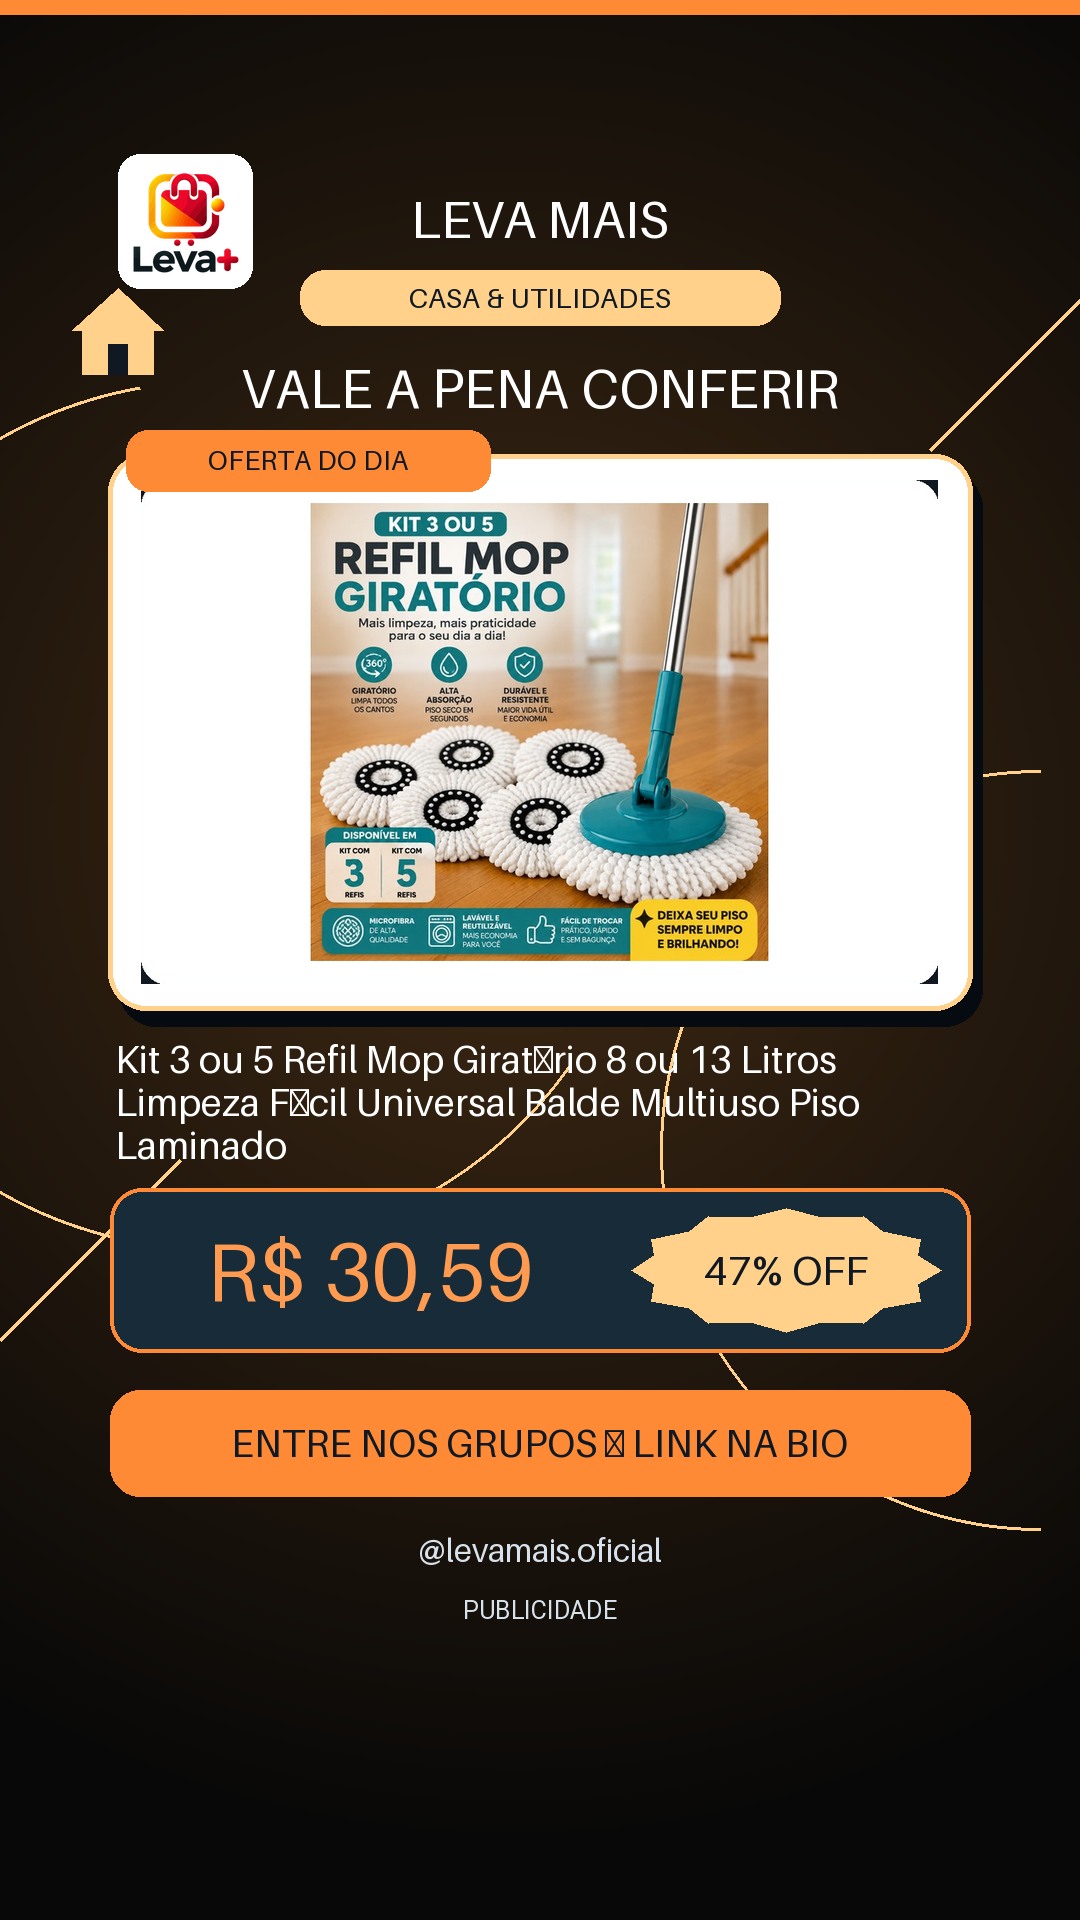 Leva+
LEVA MAIS
CASA & UTILIDADES
VALE A PENA CONFERIR
OFERTA DO DIA
KIT 3 OU 5
REFIL MOP
GIRATÓRIO
Mais limpeza, mais praticidade
para o seu dia a dia!
360°
GIRATÓRIO
LIMPA TODOS
OS CANTOS
ALTA
ABSORÇÃO
PISO SECO EM
SEGUNDOS
DURÁVEL E
RESISTENTE
MAIOR VIDA ÚTIL
E ECONOMIA
DISPONÍVEL EM
KIT COM
3
REFIS
KIT COM
5
REFIS
MICROFIBRA
DE ALTA
QUALIDADE
LAVÁVEL E
REUTILIZÁVEL
MAIS ECONOMIA
PARA VOCÊ
FÁCIL DE TROCAR
PRÁTICO, RÁPIDO
E SEM BAGUNÇA
DEIXA SEU PISO
SEMPRE LIMPO
E BRILHANDO!
Kit 3 ou 5 Refil Mop Girat☒rio 8 ou 13 Litros
Limpeza F☒cil Universal Balde Multiuso Piso
Laminado
R$ 30,59
47% OFF
ENTRE NOS GRUPOS ☒ LINK NA BIO
@levamais.oficial
PUBLICIDADE